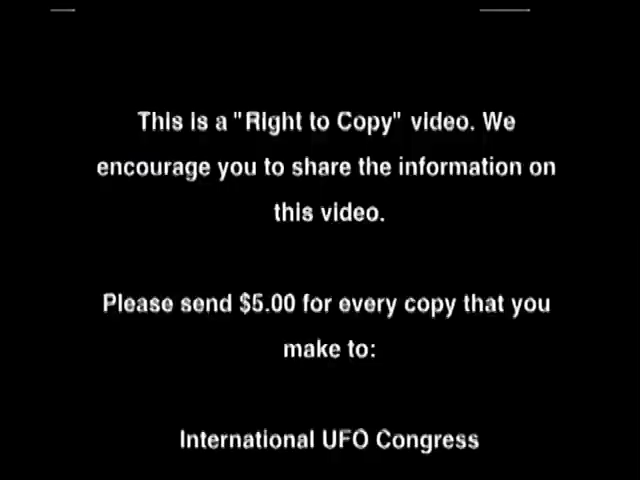 This is a "Right to Copy" video. We
encourage you to share the information on
this video.
Please send $5.00 for every copy that you
make to:
International UFO Congress